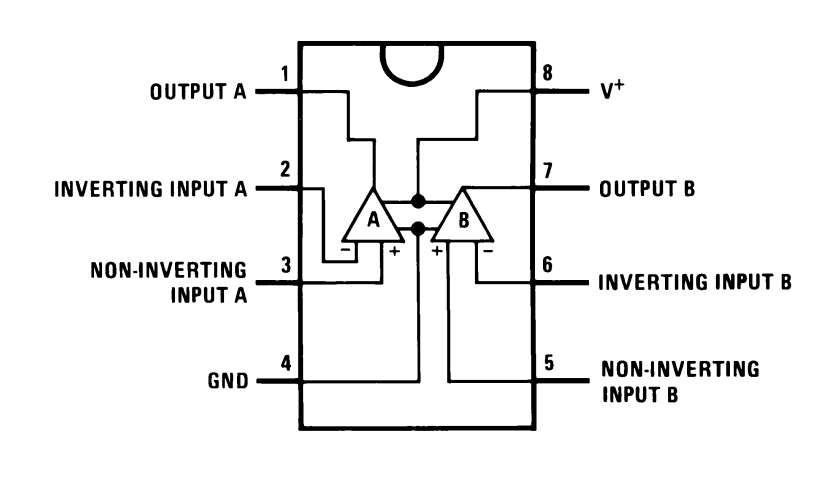 1
OUTPUT A
2
INVERTING INPUT A
3
NON-INVERTING
INPUT A
4
GND
8
V+
7
OUTPUT B
6
INVERTING INPUT B
5
NON-INVERTING
INPUT B
A
B
− +
+ −